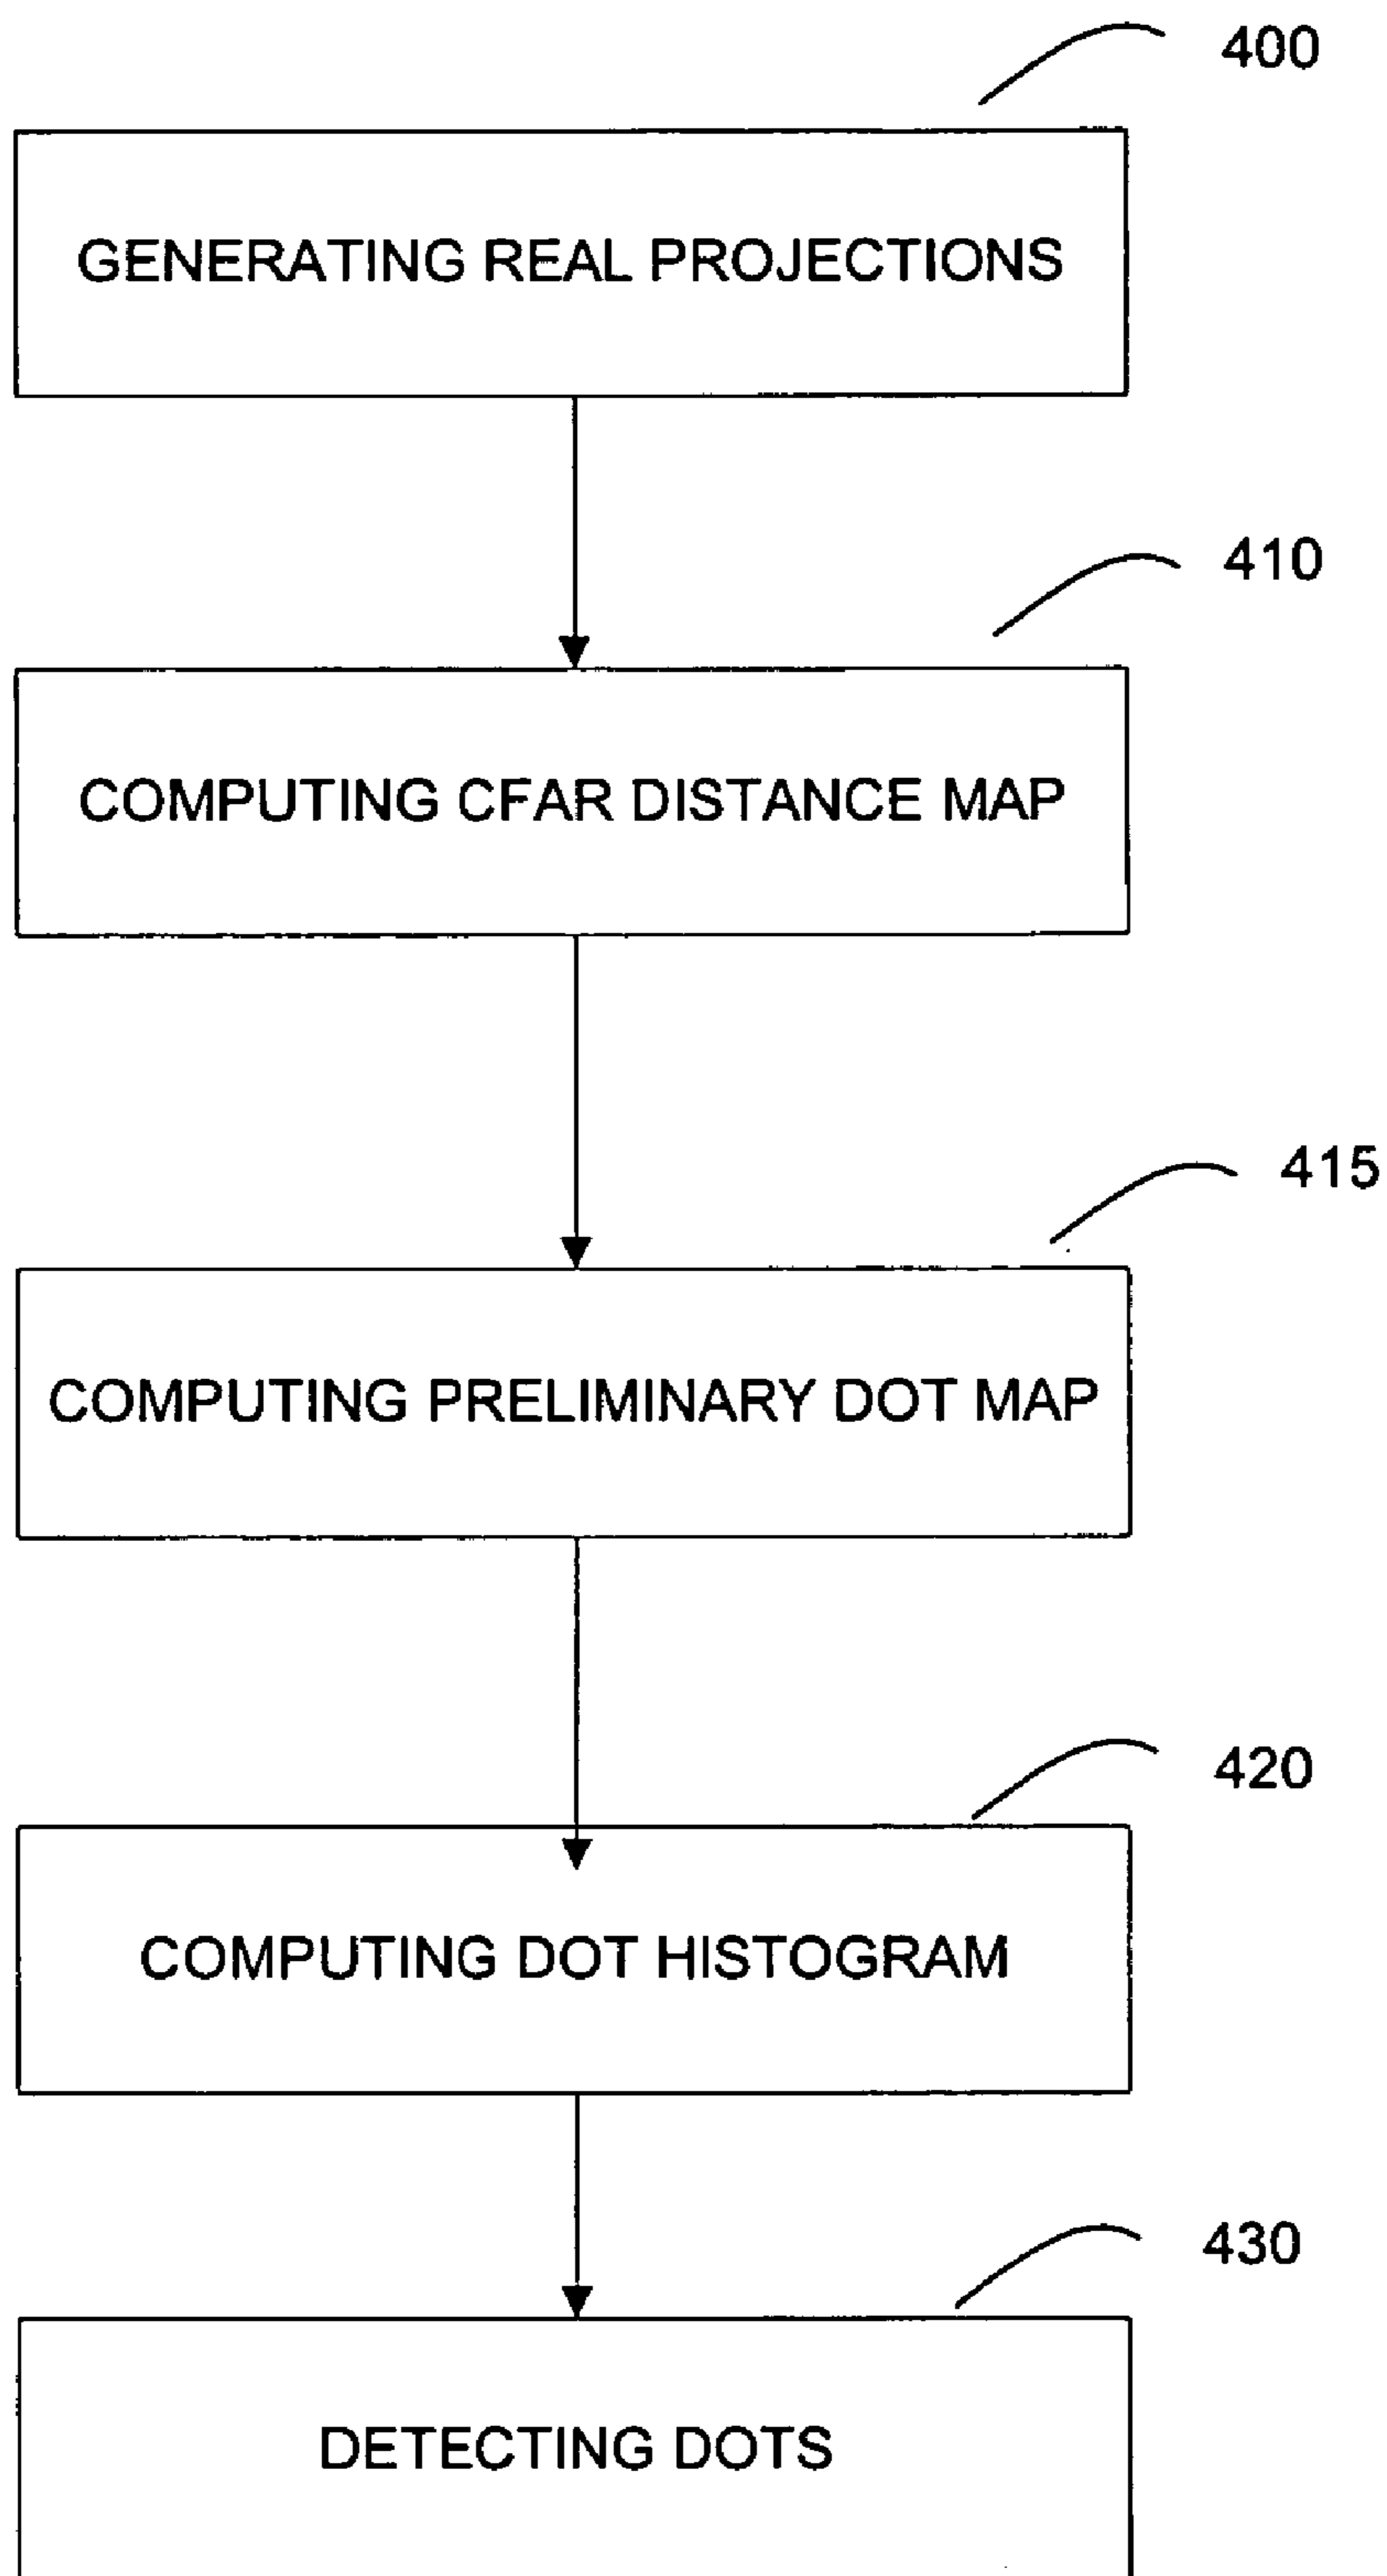 400
GENERATING REAL PROJECTIONS
410
COMPUTING CFAR DISTANCE MAP
415
COMPUTING PRELIMINARY DOT MAP
420
COMPUTING DOT HISTOGRAM
430
DETECTING DOTS